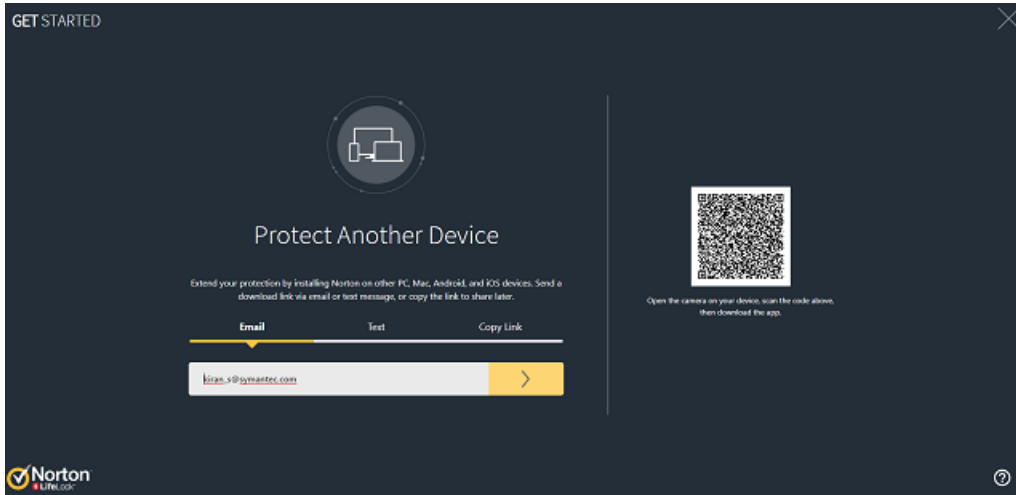 GET STARTED
Protect Another Device
Extend your protection by installing Norton on other PC, Mac, Android, and iOS devices. Send a
download link via email or text message, or copy the link to share later.
Email Text Copy Link
kiran_s@symantec.com
Open the camera on your device, scan the code above,
then download the app.
Norton
LifeLock
?